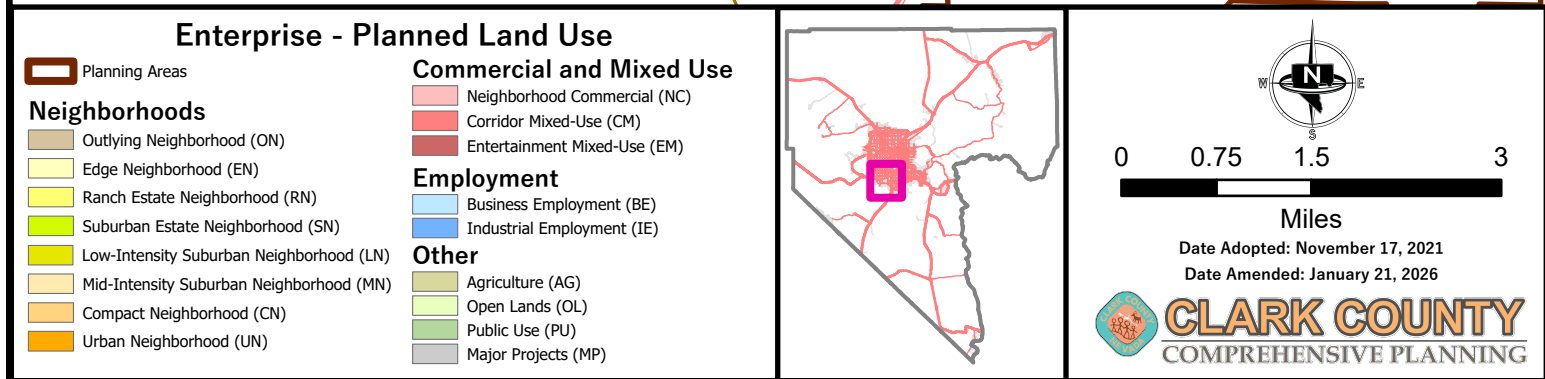 Enterprise - Planned Land Use
Planning Areas
Neighborhoods
Outlying Neighborhood (ON)
Edge Neighborhood (EN)
Ranch Estate Neighborhood (RN)
Suburban Estate Neighborhood (SN)
Low-Intensity Suburban Neighborhood (LN)
Mid-Intensity Suburban Neighborhood (MN)
Compact Neighborhood (CN)
Urban Neighborhood (UN)
Commercial and Mixed Use
Neighborhood Commercial (NC)
Corridor Mixed-Use (CM)
Entertainment Mixed-Use (EM)
Employment
Business Employment (BE)
Industrial Employment (IE)
Other
Agriculture (AG)
Open Lands (OL)
Public Use (PU)
Major Projects (MP)
N
W
E
S
0 0.75 1.5 3
Miles
Date Adopted: November 17, 2021
Date Amended: January 21, 2026
CLARK COUNTY
NEVADA
CLARK COUNTY
COMPREHENSIVE PLANNING